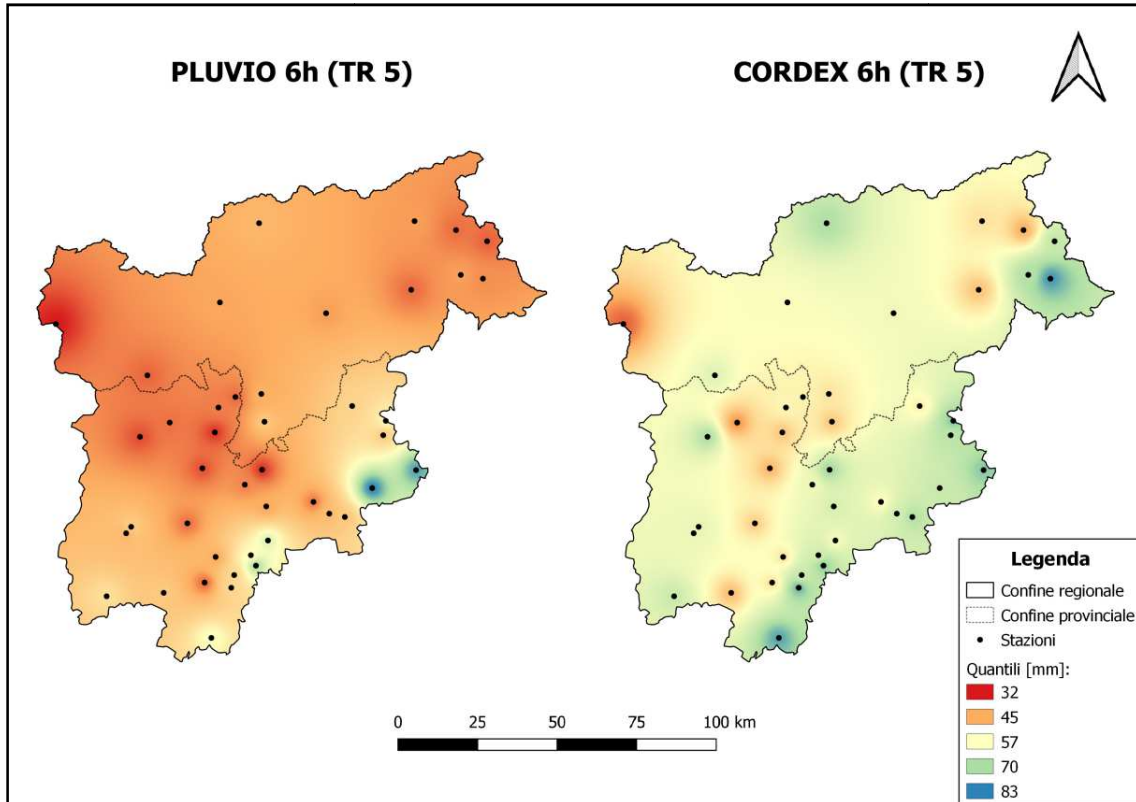 PLUVIO 6h (TR 5)
CORDEX 6h (TR 5)
Legenda
Confine regionale
Confine provinciale
Stazioni
Quantili [mm]:
32
45
57
70
83
0 25 50 75 100 km